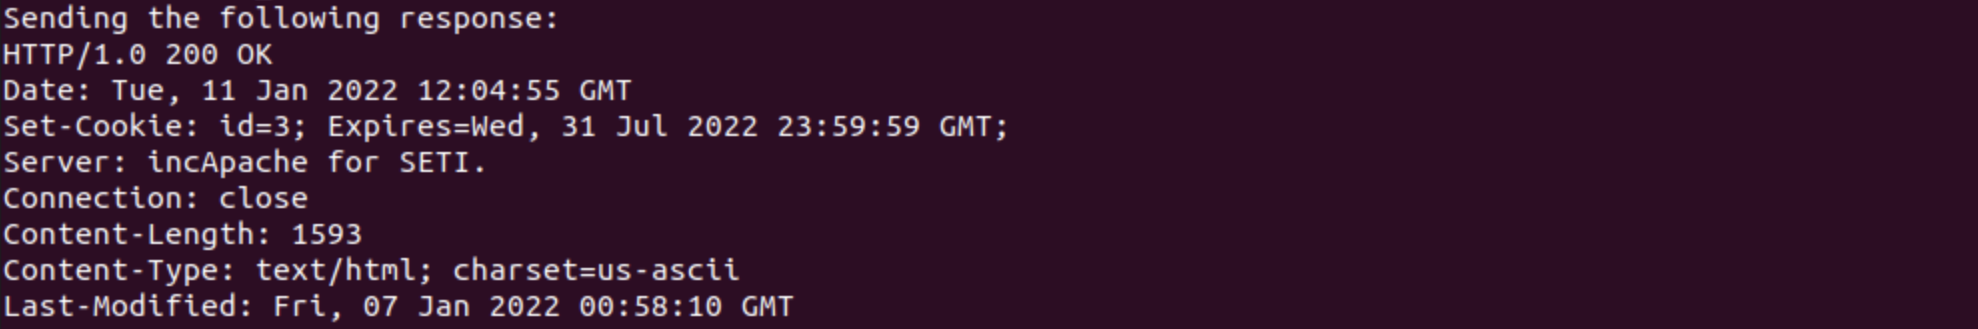 Sending the following response:
HTTP/1.0 200 OK
Date: Tue, 11 Jan 2022 12:04:55 GMT
Set-Cookie: id=3; Expires=Wed, 31 Jul 2022 23:59:59 GMT;
Server: incApache for SETI.
Connection: close
Content-Length: 1593
Content-Type: text/html; charset=us-ascii
Last-Modified: Fri, 07 Jan 2022 00:58:10 GMT